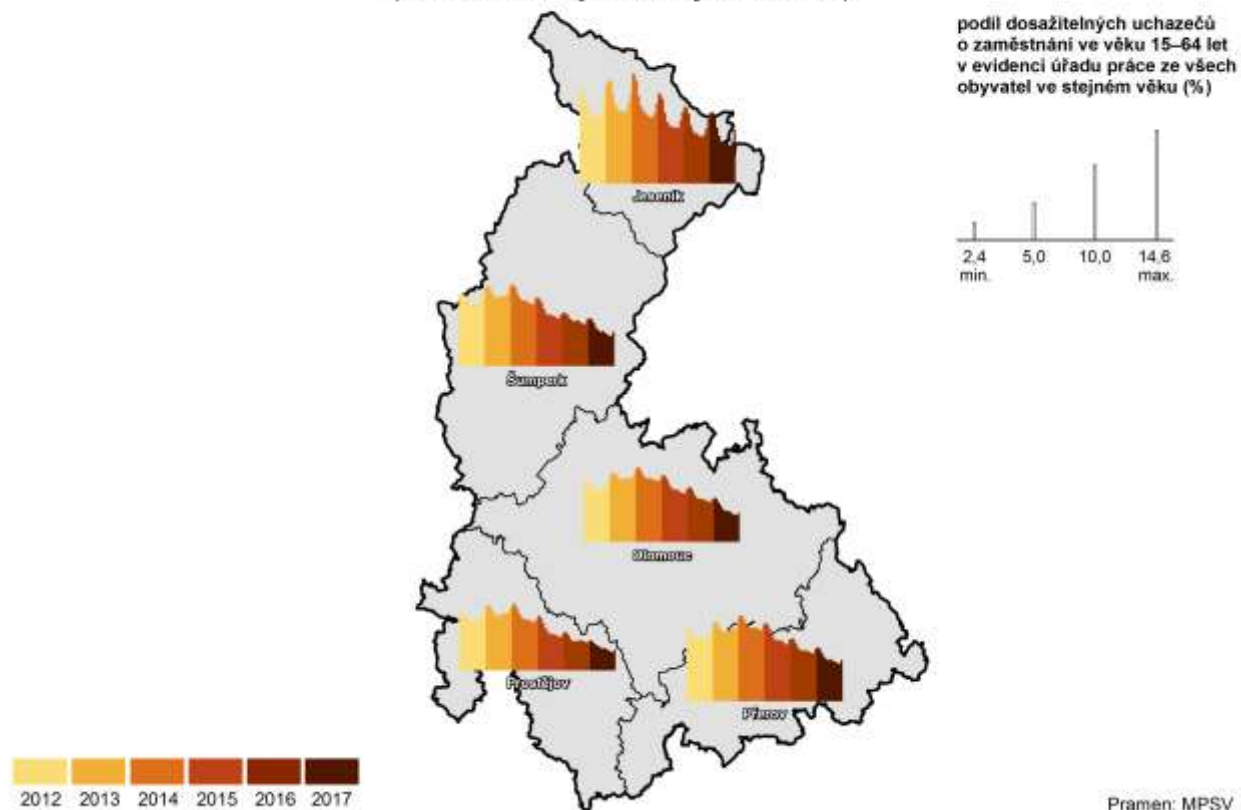 podíl dosažitelných uchazečů
o zaměstnání ve věku 15–64 let
v evidenci úřadu práce ze všech
obyvatel ve stejném věku (%)
2,4 5,0 10,0 14,6
min. max.
Jeseník
Šumperk
Olomouc
Prostějov
Přerov
2012 2013 2014 2015 2016 2017
Pramen: MPSV